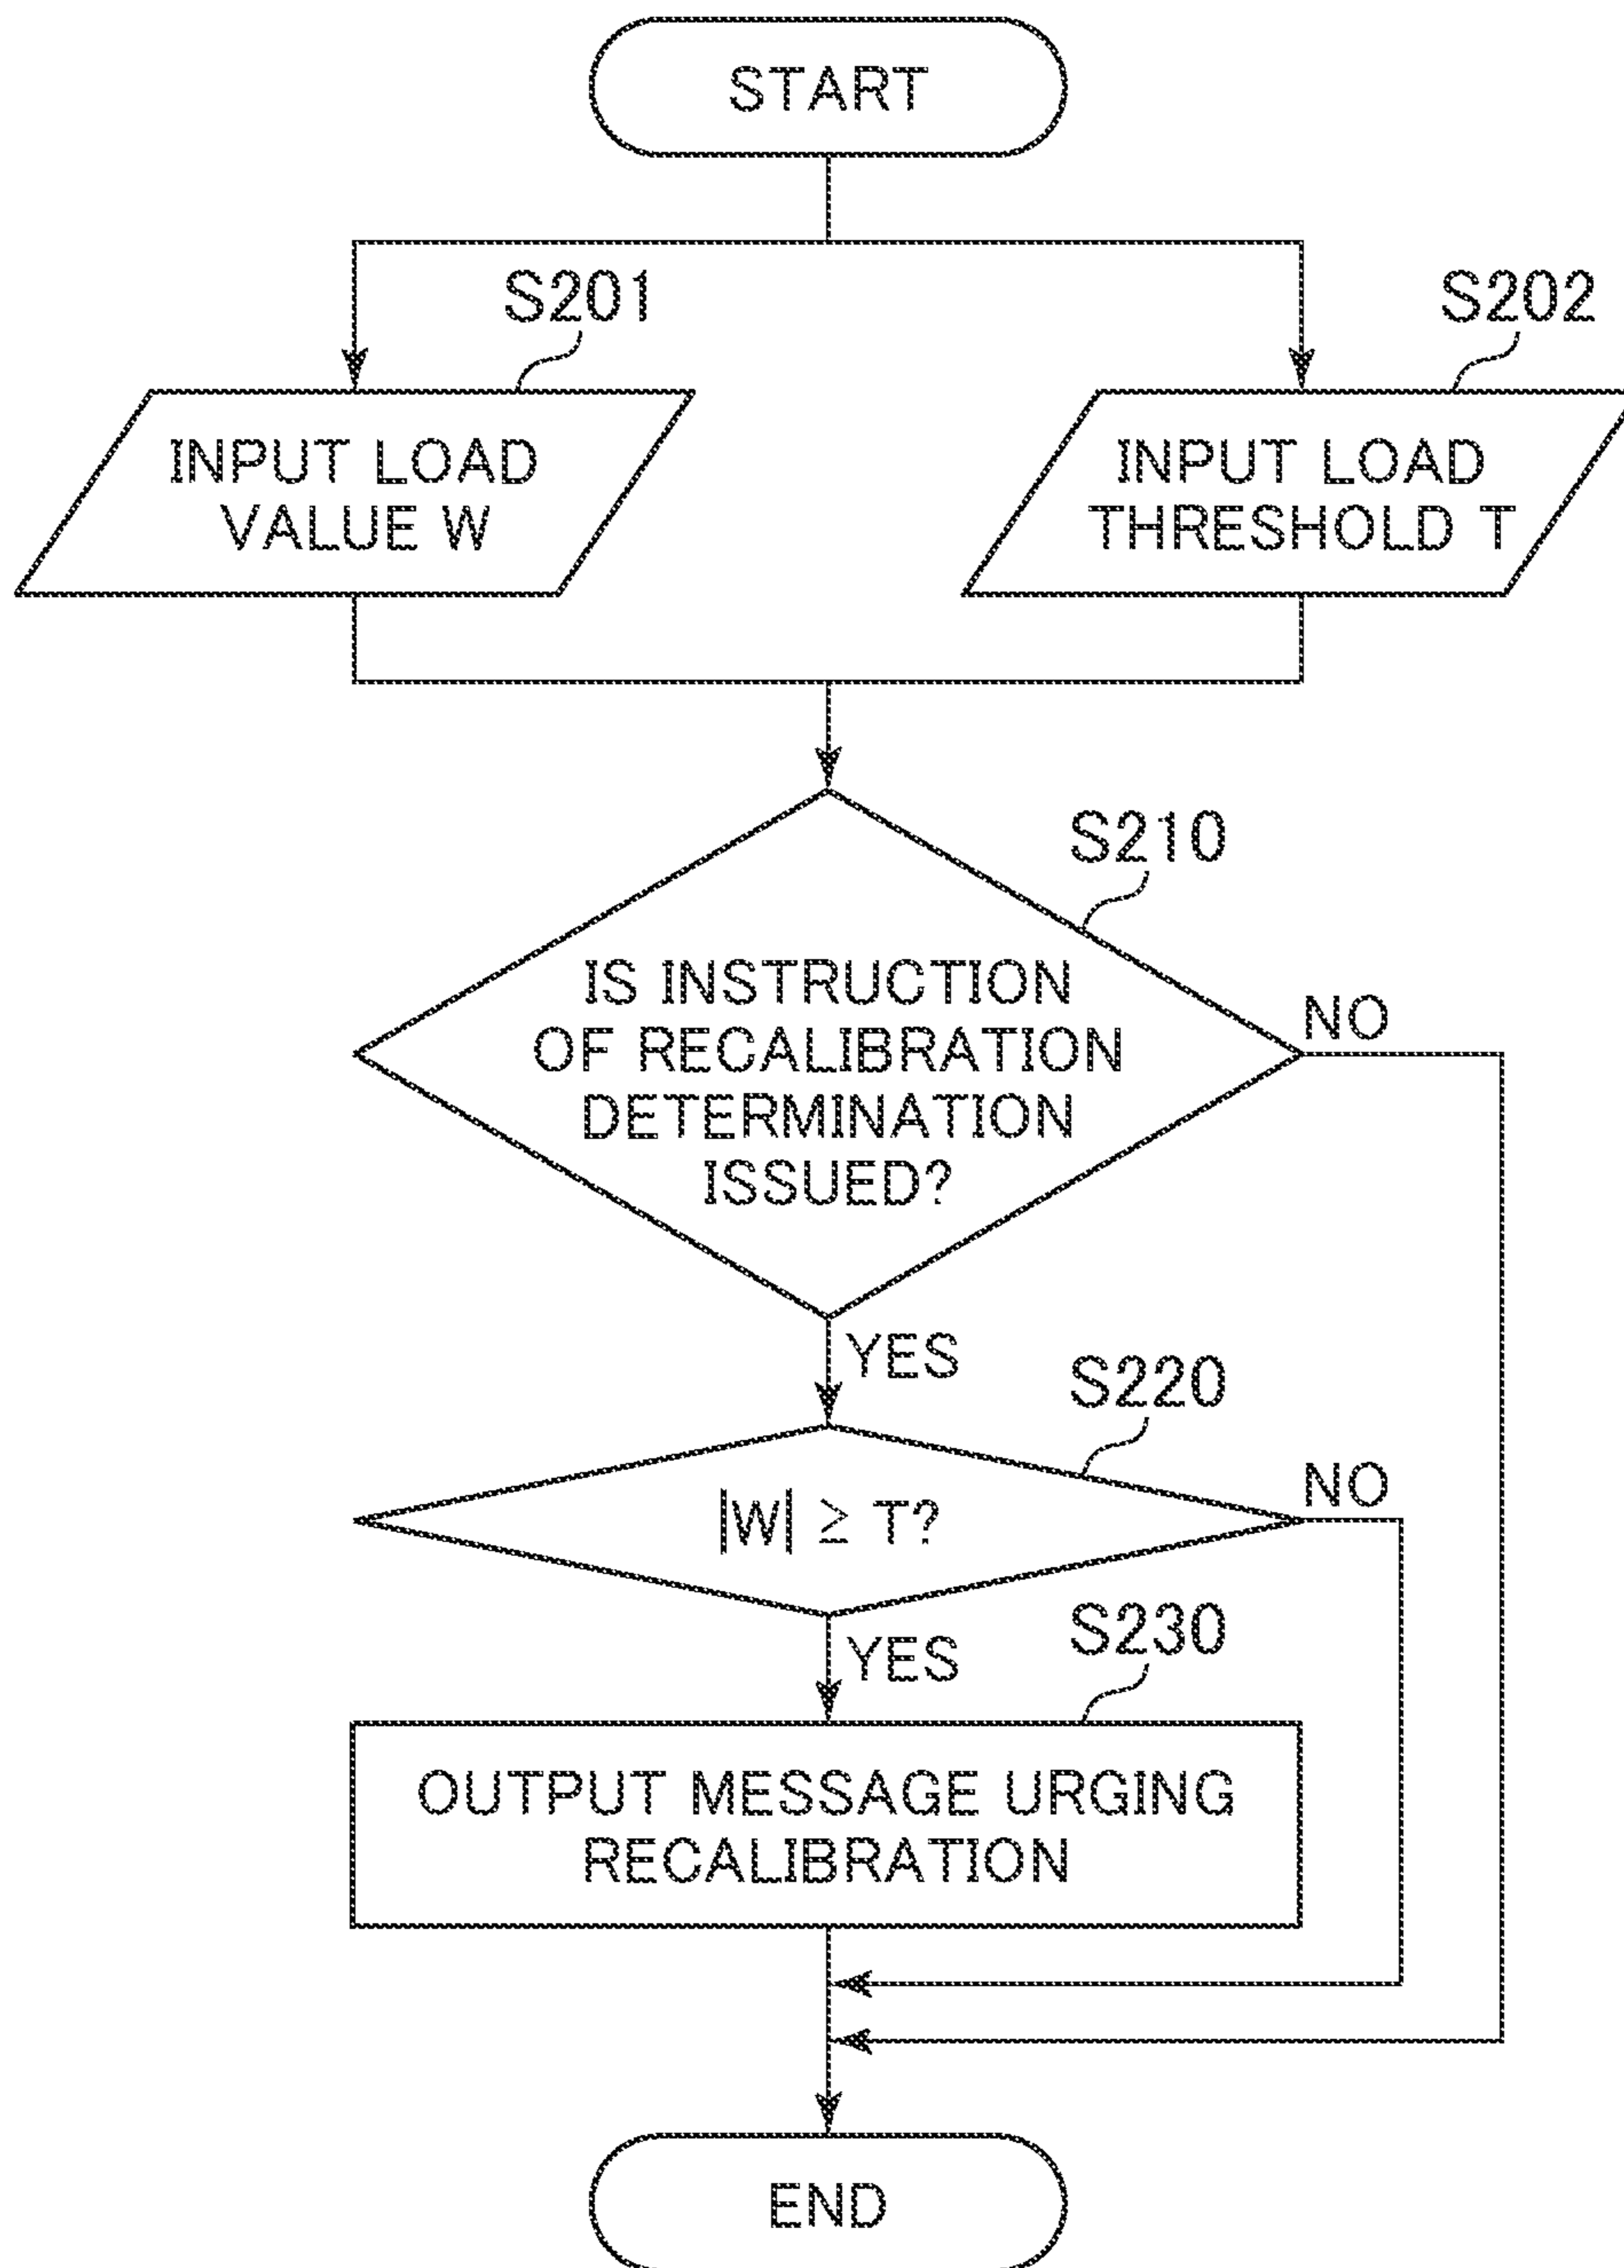 START
S201
S202
INPUT LOAD
VALUE W
INPUT LOAD
THRESHOLD T
S210
IS INSTRUCTION
OF RECALIBRATION
DETERMINATION
ISSUED?
NO
YES
S220
|W| ≥ T?
NO
YES
S230
OUTPUT MESSAGE URGING
RECALIBRATION
END